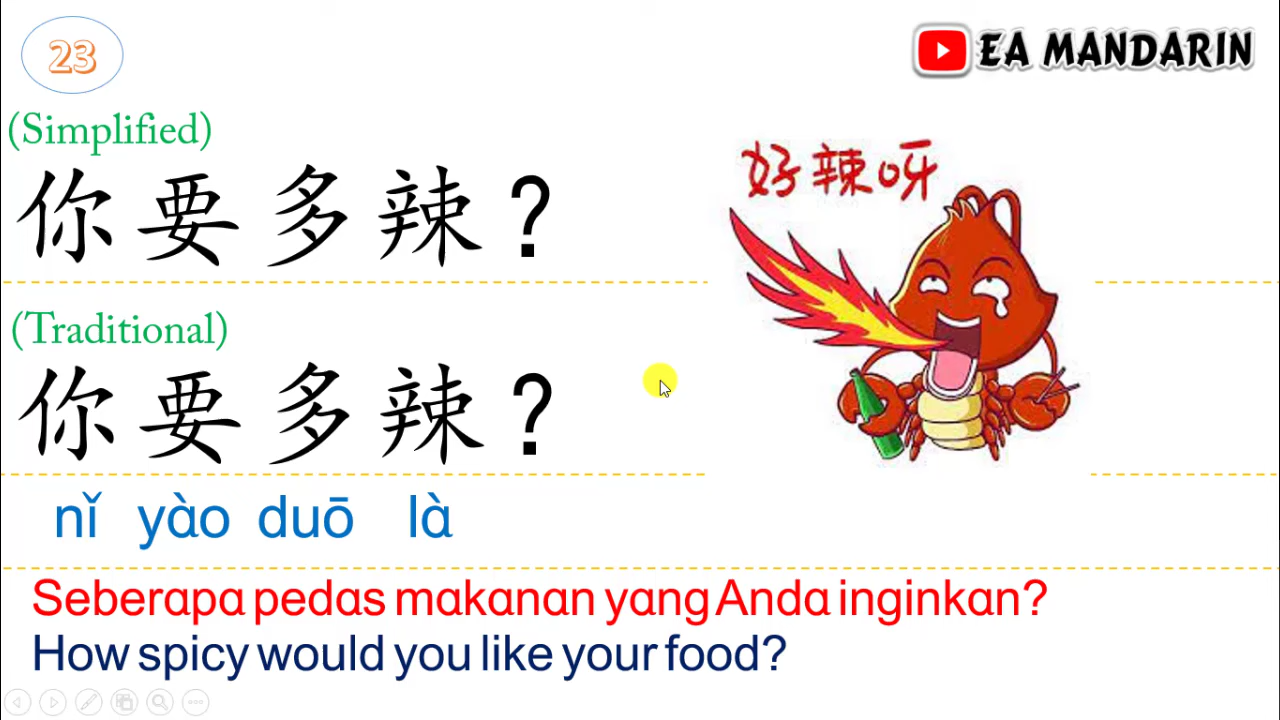 23
EA MANDARIN
(Simplified)
你要多辣?
好辣呀
(Traditional)
你要多辣?
nǐ yào duō là
Seberapa pedas makanan yang Anda inginkan?
How spicy would you like your food?